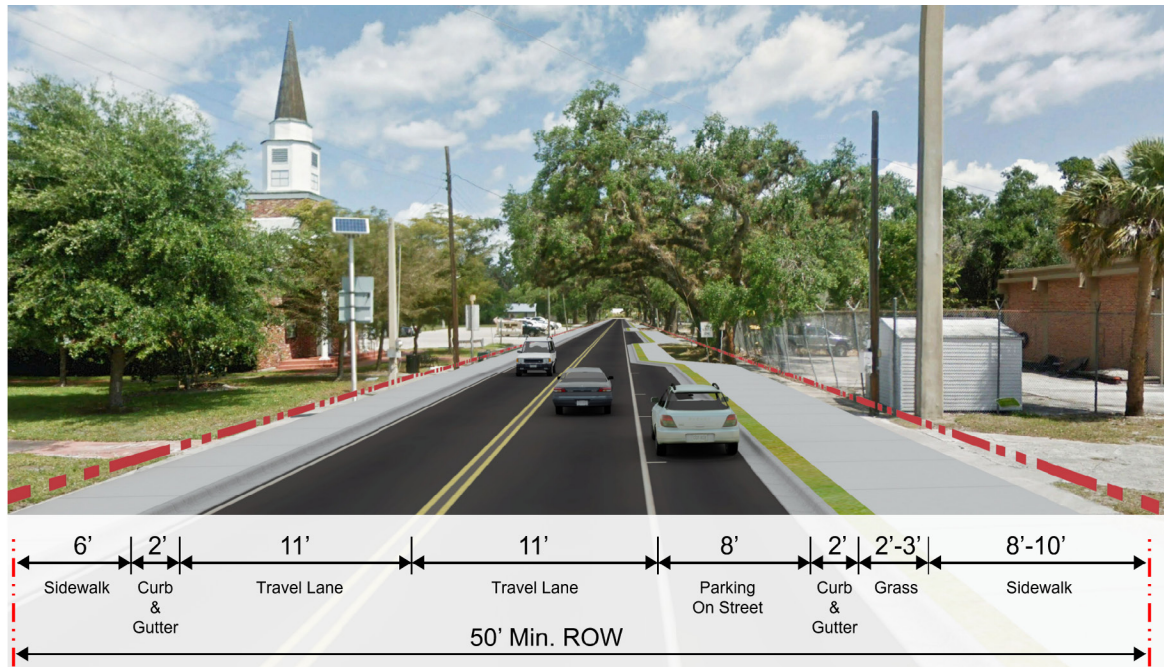 6’ 2’ 11’ 11’ 8’ 2’ 2’-3’ 8’-10’
Sidewalk Curb & Gutter Travel Lane Travel Lane Parking On Street Curb & Gutter Grass Sidewalk
50’ Min. ROW